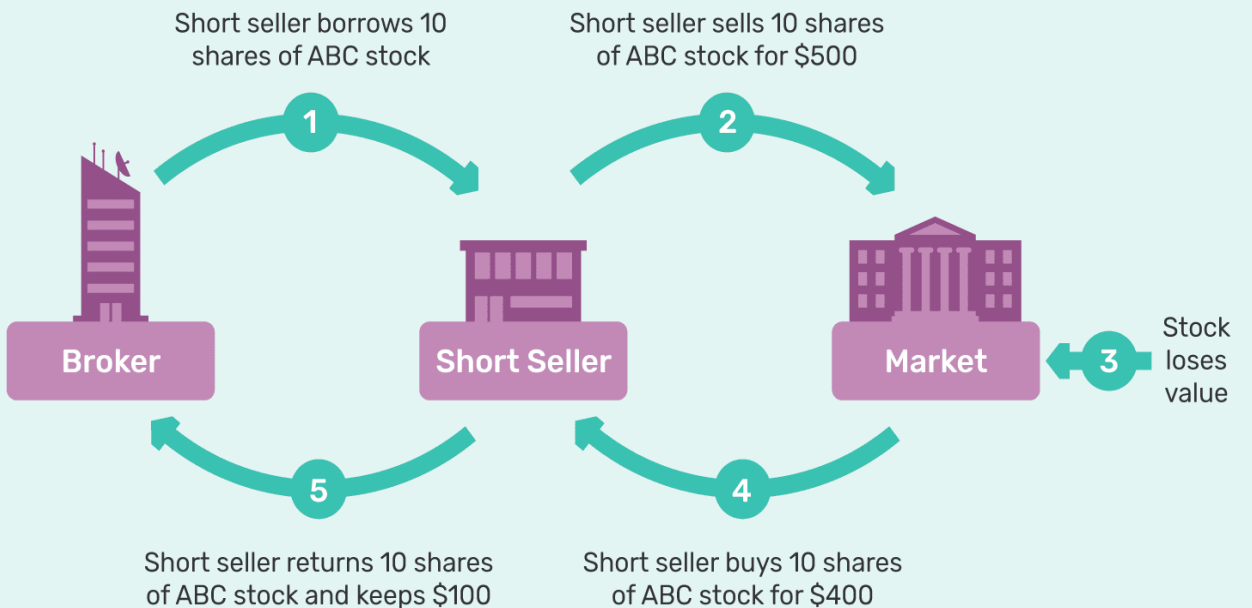 Short seller borrows 10
shares of ABC stock
Short seller sells 10 shares
of ABC stock for $500
1
2
Broker
Short Seller
Market
3
Stock
loses
value
5
4
Short seller returns 10 shares
of ABC stock and keeps $100
Short seller buys 10 shares
of ABC stock for $400